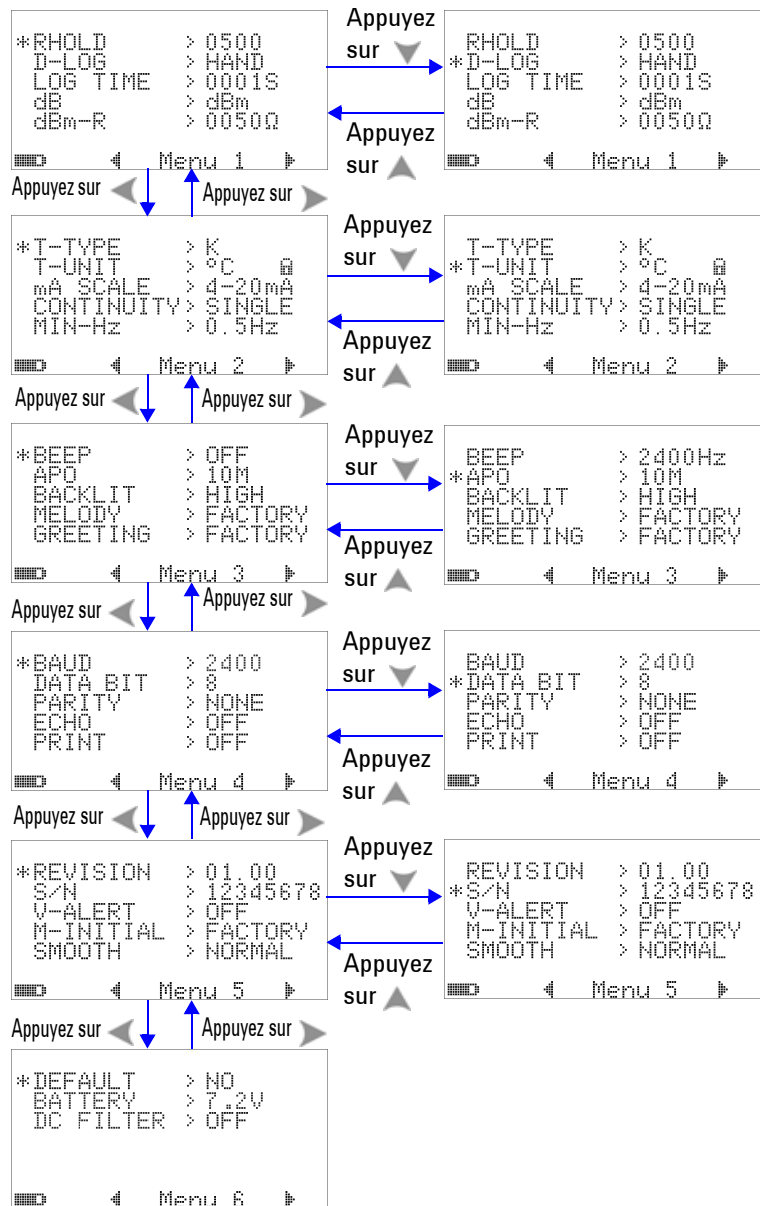 *RHOLD > 0500
D-LOG > HAND
LOG TIME > 0001S
dB > dBm
dBm-R > 0050Ω
Menu 1
Appuyez
sur
Appuyez
sur
RHOLD > 0500
*D-LOG > HAND
LOG TIME > 0001S
dB > dBm
dBm-R > 0050Ω
Menu 1
Appuyez sur
Appuyez sur
*T-TYPE > K
T-UNIT > °C
mA SCALE > 4-20mA
CONTINUITY> SINGLE
MIN-Hz > 0.5Hz
Menu 2
Appuyez
sur
Appuyez
sur
T-TYPE > K
*T-UNIT > °C
mA SCALE > 4-20mA
CONTINUITY> SINGLE
MIN-Hz > 0.5Hz
Menu 2
Appuyez sur
Appuyez sur
*BEEP > OFF
APO > 10M
BACKLIT > HIGH
MELODY > FACTORY
GREETING > FACTORY
Menu 3
Appuyez
sur
Appuyez
sur
BEEP > 2400Hz
*APO > 10M
BACKLIT > HIGH
MELODY > FACTORY
GREETING > FACTORY
Menu 3
Appuyez sur
Appuyez sur
*BAUD > 2400
DATA BIT > 8
PARITY > NONE
ECHO > OFF
PRINT > OFF
Menu 4
Appuyez
sur
Appuyez
sur
BAUD > 2400
*DATA BIT > 8
PARITY > NONE
ECHO > OFF
PRINT > OFF
Menu 4
Appuyez sur
Appuyez sur
*REVISION > 01.00
S/N > 12345678
V-ALERT > OFF
M-INITIAL > FACTORY
SMOOTH > NORMAL
Menu 5
Appuyez
sur
Appuyez
sur
REVISION > 01.00
*S/N > 12345678
V-ALERT > OFF
M-INITIAL > FACTORY
SMOOTH > NORMAL
Menu 5
Appuyez sur
Appuyez sur
*DEFAULT > NO
BATTERY > 7.2V
DC FILTER > OFF
Menu 6